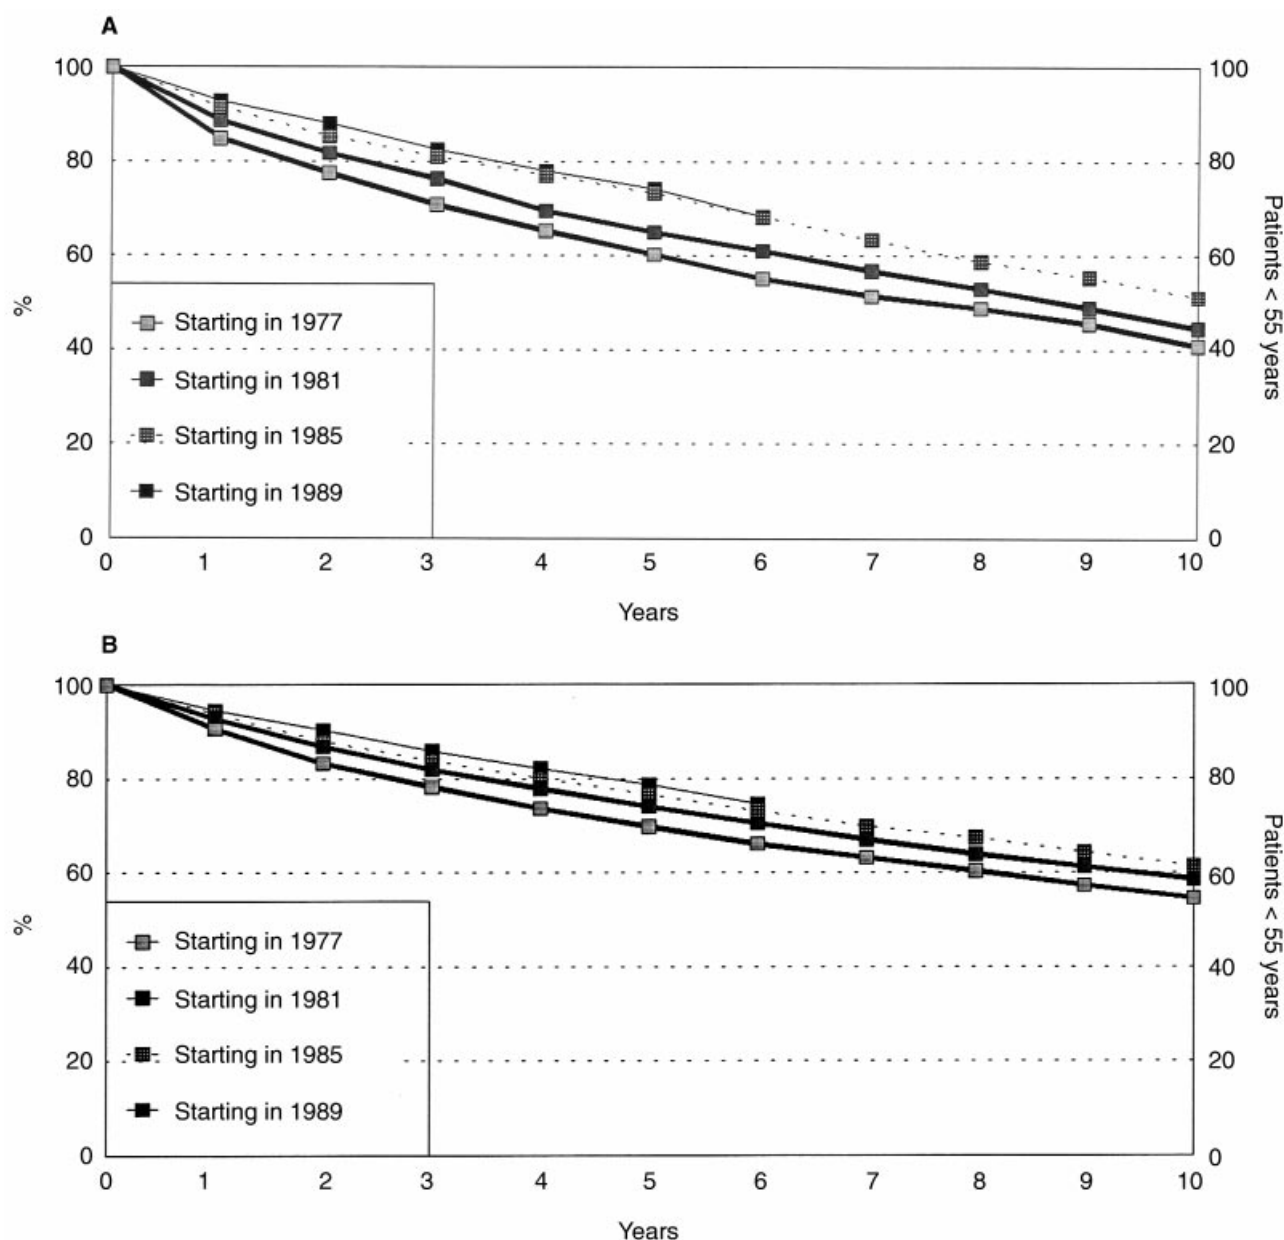 A
100
80
60
40
20
0
%
Starting in 1977
Starting in 1981
Starting in 1985
Starting in 1989
100
80
60
40
20
0
Patients < 55 years
0 1 2 3 4 5 6 7 8 9 10
Years
B
100
80
60
40
20
0
%
Starting in 1977
Starting in 1981
Starting in 1985
Starting in 1989
100
80
60
40
20
0
Patients < 55 years
0 1 2 3 4 5 6 7 8 9 10
Years